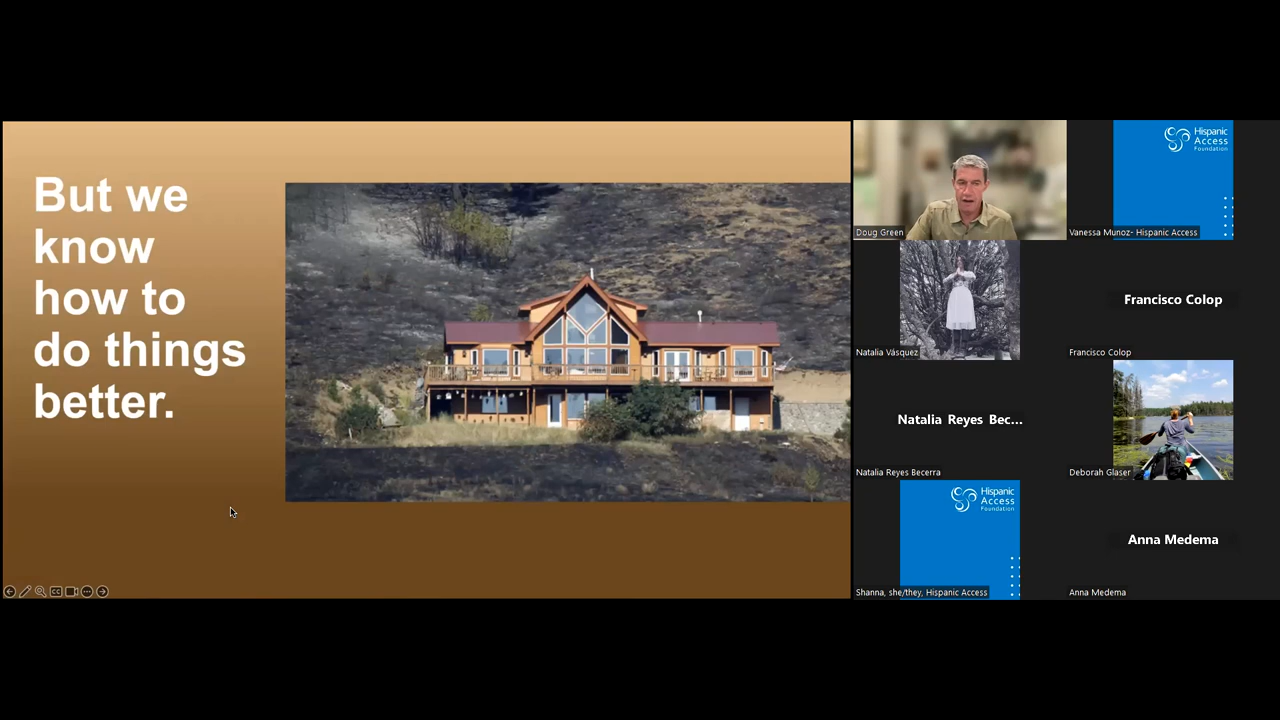 But we
know
how to
do things
better.
Doug Green
Hispanic
Access
Foundation
Vanessa Munoz- Hispanic Access
Natalia Vásquez
Francisco Colop
Francisco Colop
Natalia Reyes Bec...
Natalia Reyes Becerra
Deborah Glaser
Hispanic
Access
Foundation
Shanna, she/they, Hispanic Access
Anna Medema
Anna Medema
CC